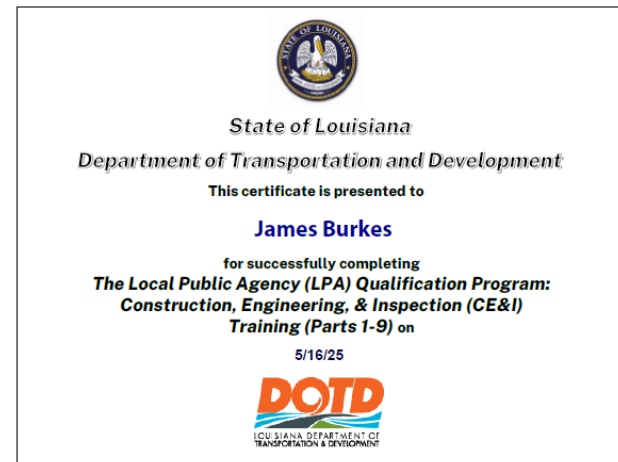 STATE OF LOUISIANA
State of Louisiana
Department of Transportation and Development
This certificate is presented to
James Burkes
for successfully completing
The Local Public Agency (LPA) Qualification Program:
Construction, Engineering, & Inspection (CE&I)
Training (Parts 1-9) on
5/16/25
DOTD
LOUISIANA DEPARTMENT OF
TRANSPORTATION & DEVELOPMENT